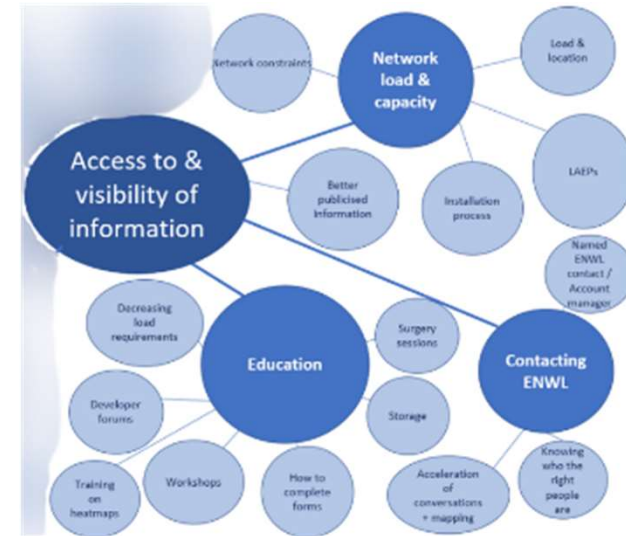 Network constraints
Network
load &
capacity
Load &
location
Access to &
visibility of
information
Better
publicised
Information
Installation
process
LAEPs
Named
ENWL
contact /
Account
manager
Decreasing
load
requirements
Education
Surgery
sessions
Contacting
ENWL
Developer
forums
Storage
Training
on
heatmaps
Workshops
How to
complete
forms
Acceleration
of
conversations
+ mapping
Knowing
who the
right
people
are